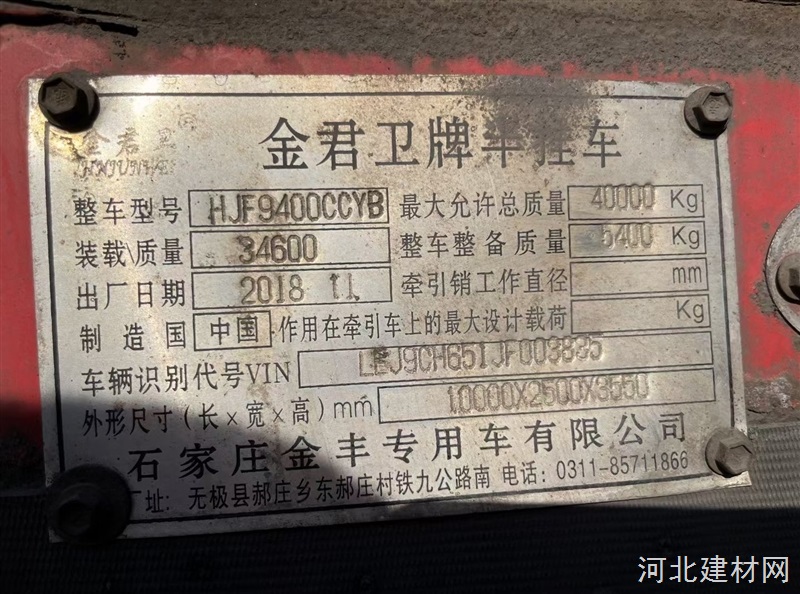 金君卫
JINJUNWEI
金君卫牌半挂车
整车型号 HJF9400CCYB 最大允许总质量 40000 Kg
装载质量 34600 整车整备质量 5400 Kg
出厂日期 2018 11 牵引销工作直径 mm
制造国 中国 作用在牵引车上的最大设计载荷 Kg
车辆识别代号VIN
外形尺寸(长×宽×高)mm 10000X2500X3550
石家庄金丰专用车有限公司
厂址: 无极县郝庄乡东郝庄村铁九公路南 电话: 0311-85711866
河北建材网